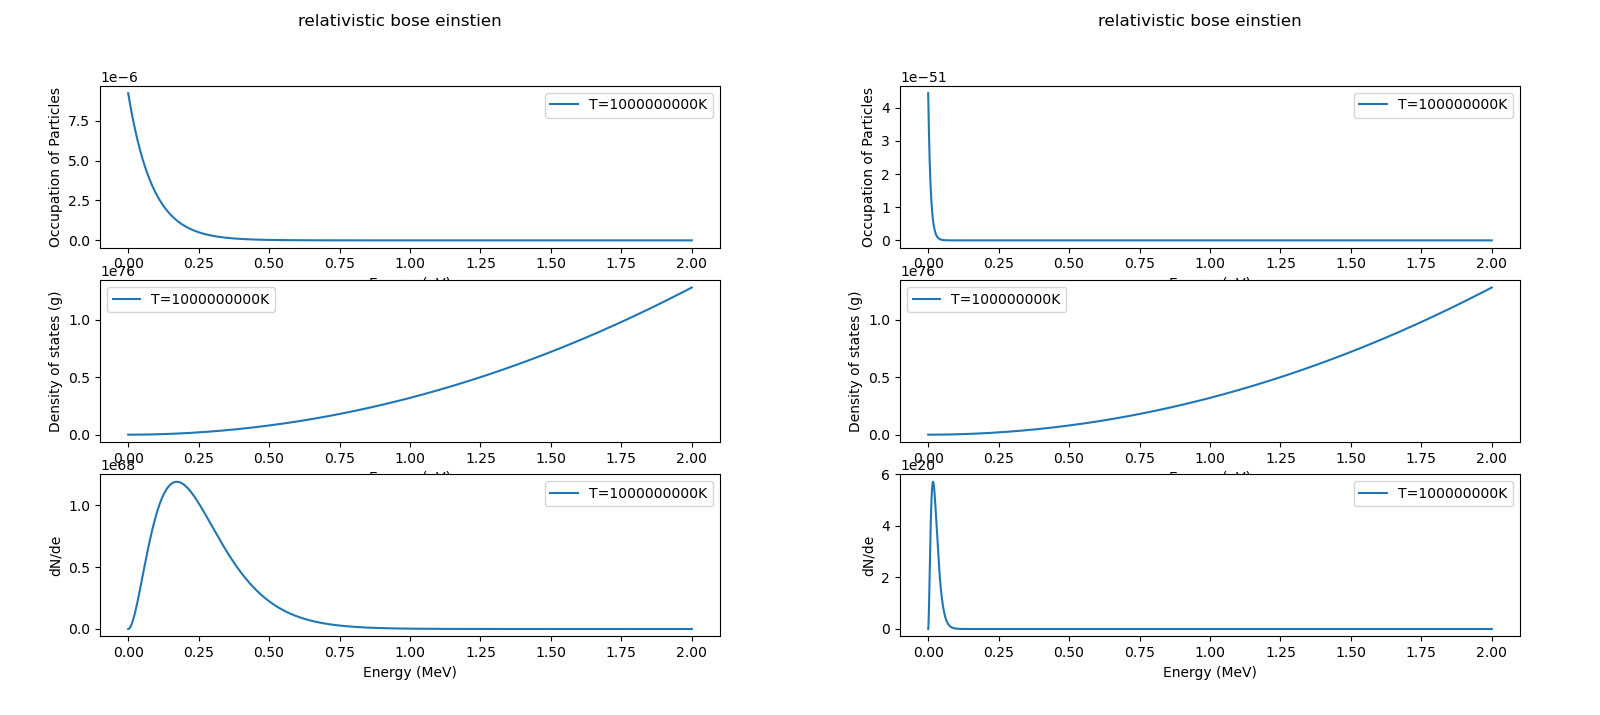 relativistic bose einstien
1e−6
Occupation of Particles
7.5
5.0
2.5
0.0
T=1000000000K
0.00 0.25 0.50 0.75 1.00 1.25 1.50 1.75 2.00
1e76
Density of states (g)
1.0
0.5
0.0
T=1000000000K
0.00 0.25 0.50 0.75 1.00 1.25 1.50 1.75 2.00
1e68
dN/de
1.0
0.5
0.0
T=1000000000K
0.00 0.25 0.50 0.75 1.00 1.25 1.50 1.75 2.00
Energy (MeV)
relativistic bose einstien
1e−51
Occupation of Particles
4
3
2
1
0
T=100000000K
0.00 0.25 0.50 0.75 1.00 1.25 1.50 1.75 2.00
1e76
Density of states (g)
1.0
0.5
0.0
T=100000000K
0.00 0.25 0.50 0.75 1.00 1.25 1.50 1.75 2.00
1e20
dN/de
6
4
2
0
T=100000000K
0.00 0.25 0.50 0.75 1.00 1.25 1.50 1.75 2.00
Energy (MeV)